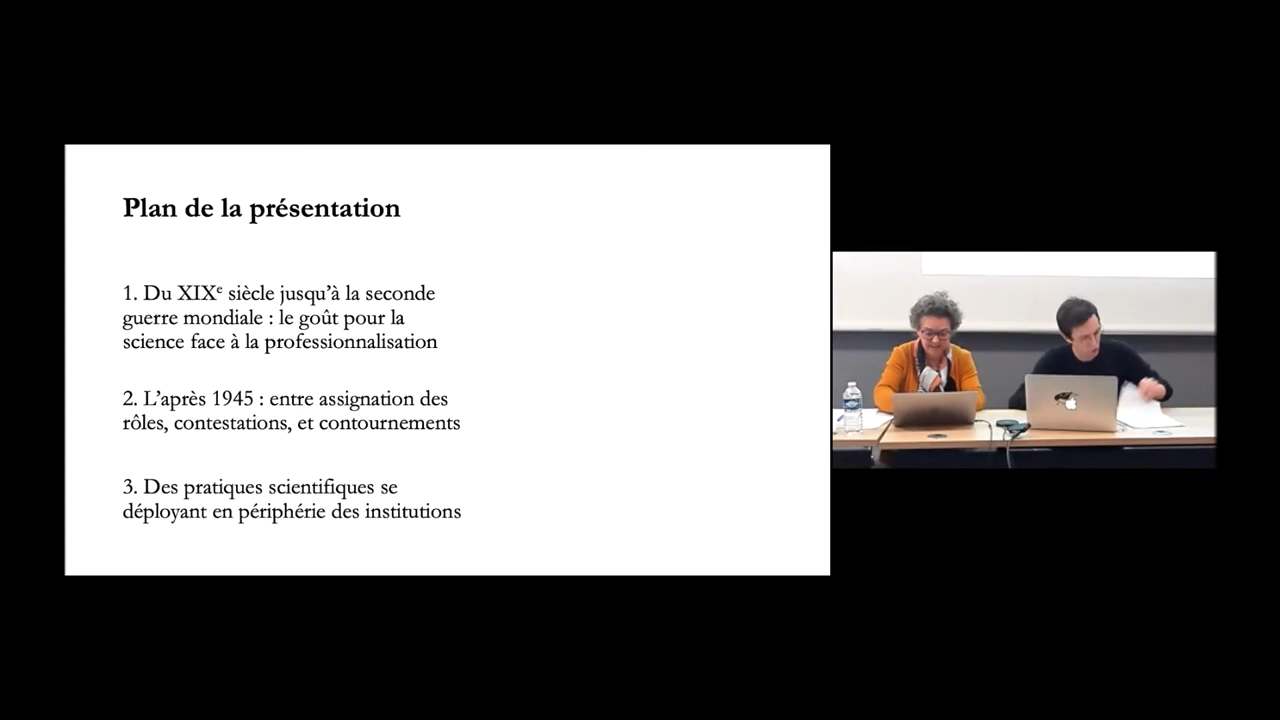 Plan de la présentation
1. Du XIXᵉ siècle jusqu’à la seconde
guerre mondiale : le goût pour la
science face à la professionnalisation
2. L’après 1945 : entre assignation des
rôles, contestations, et contournements
3. Des pratiques scientifiques se
déployant en périphérie des institutions